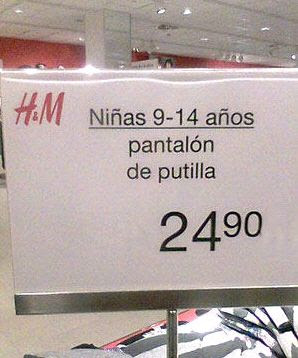 H&M
Niñas 9-14 años
pantalón
de putilla
2490